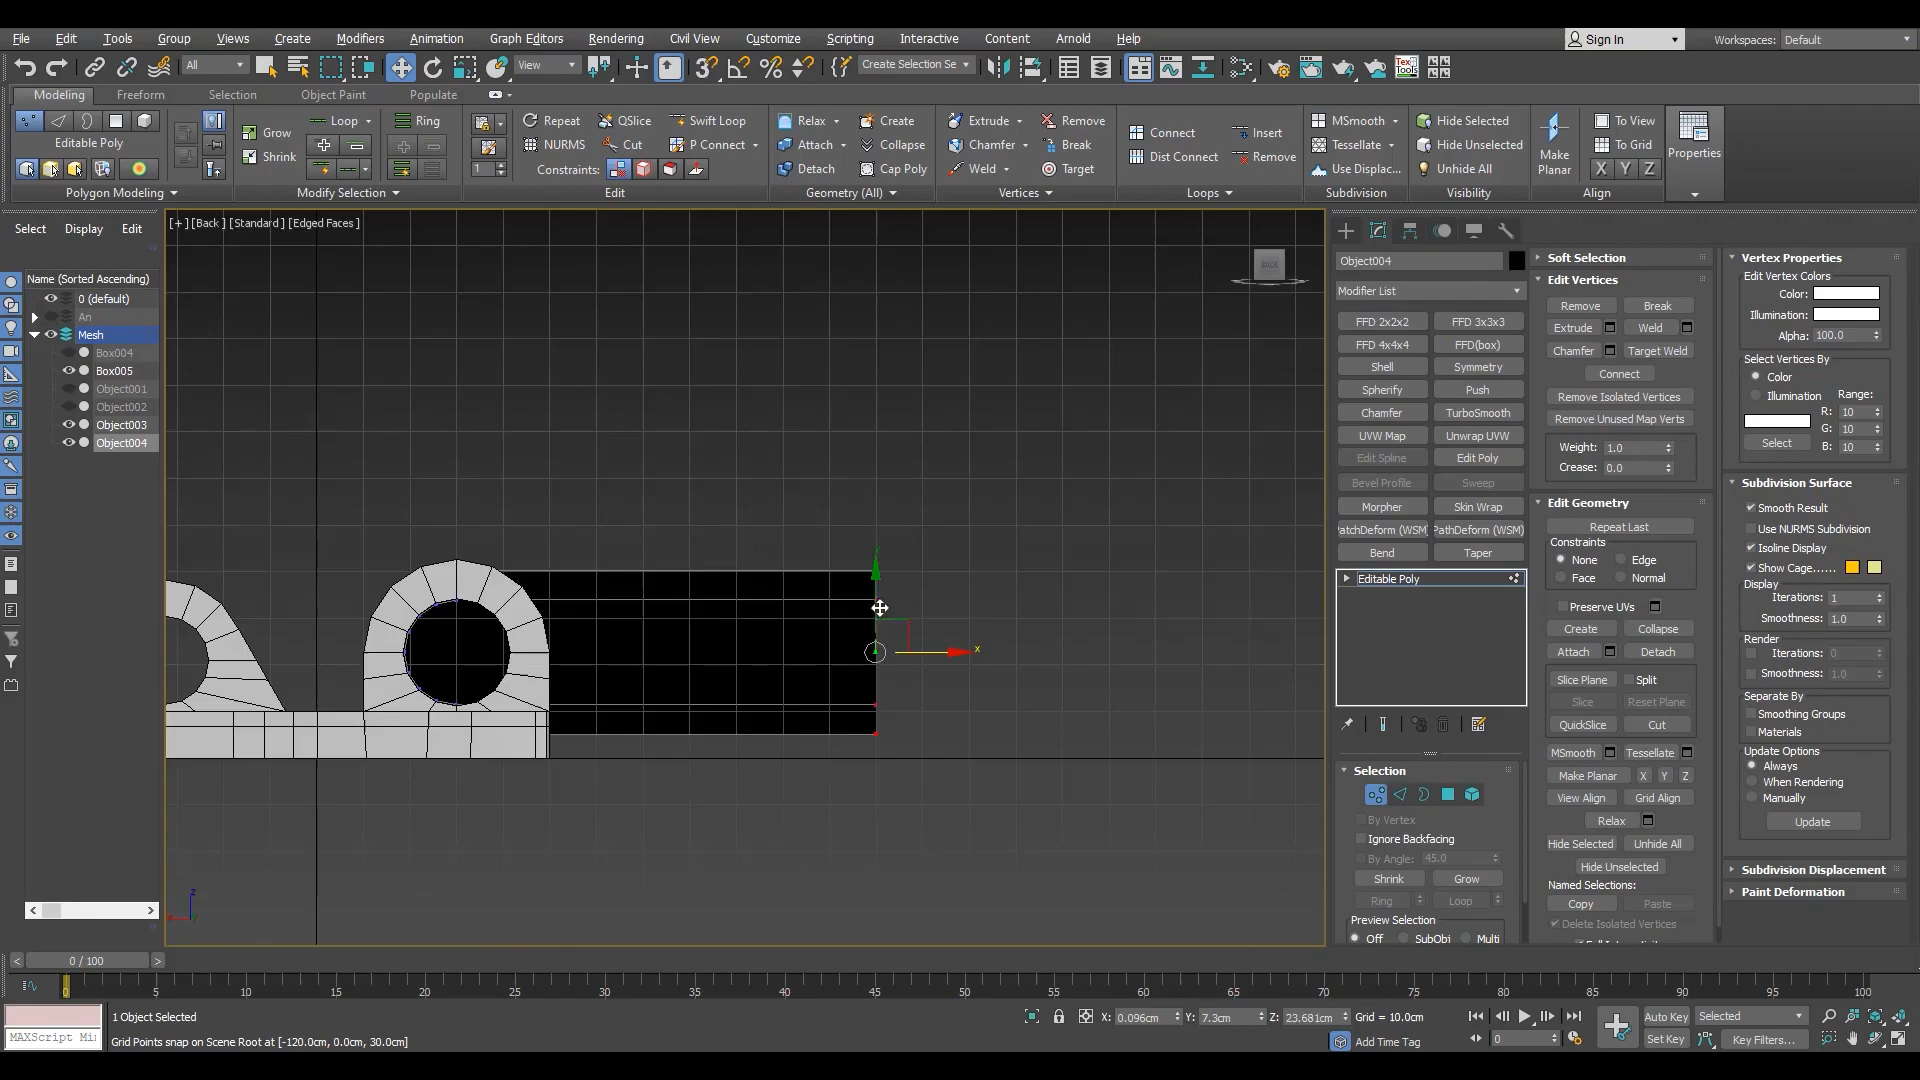 File Edit Tools Group Views Create Modifiers Animation Graph Editors Rendering Civil View Customize Scripting Interactive Content Arnold Help Sign In Workspaces: Default
All View Create Selection Se Tex Tools
Modeling Freeform Selection Object Paint Populate
Loop Ring Repeat QSlice Swift Loop Relax Create Extrude Remove MSmooth Hide Selected To View
Grow Connect Insert
Editable Poly NURMS Cut P Connect Attach Collapse Chamfer Break Tessellate Hide Unselected To Grid
Shrink Dist Connect Remove Make Planar Properties
1 Constraints: Detach Cap Poly Weld Target Use Displac... Unhide All X Y Z
Polygon Modeling Modify Selection Edit Geometry (All) Vertices Loops Subdivision Visibility Align
Select Display Edit
Name (Sorted Ascending)
0 (default)
An
Mesh
Box004
Box005
Object001
Object002
Object003
Object004
[+] [Back] [Standard] [Edged Faces]
BACK
x
z
Object004
Modifier List
FFD 2x2x2 FFD 3x3x3
FFD 4x4x4 FFD(box)
Shell Symmetry
Spherify Push
Chamfer TurboSmooth
UVW Map Unwrap UVW
Edit Spline Edit Poly
Bevel Profile Sweep
Morpher Skin Wrap
atchDeform (WSM) PathDeform (WSM)
Bend Taper
Editable Poly
Selection
By Vertex
Ignore Backfacing
By Angle: 45.0
Shrink Grow
Ring Loop
Preview Selection
Off SubObj Multi
Soft Selection
Edit Vertices
Remove Break
Extrude Weld
Chamfer Target Weld
Connect
Remove Isolated Vertices
Remove Unused Map Verts
Weight: 1.0
Crease: 0.0
Edit Geometry
Repeat Last
Constraints
None Edge
Face Normal
Preserve UVs
Create Collapse
Attach Detach
Slice Plane Split
Slice Reset Plane
QuickSlice Cut
MSmooth Tessellate
Make Planar X Y Z
View Align Grid Align
Relax
Hide Selected Unhide All
Hide Unselected
Named Selections:
Copy Paste
Delete Isolated Vertices
Vertex Properties
Edit Vertex Colors
Color:
Illumination:
Alpha: 100.0
Select Vertices By
Color
Illumination Range:
R: 10
G: 10
Select B: 10
Subdivision Surface
Smooth Result
Use NURMS Subdivision
Isoline Display
Show Cage......
Display
Iterations: 1
Smoothness: 1.0
Render
Iterations: 0
Smoothness: 1.0
Separate By
Smoothing Groups
Materials
Update Options
Always
When Rendering
Manually
Update
Subdivision Displacement
Paint Deformation
< 0 / 100 >
0 5 10 15 20 25 30 35 40 45 50 55 60 65 70 75 80 85 90 95 100
1 Object Selected X: 0.096cm Y: 7.3cm Z: 23.681cm Grid = 10.0cm Auto Key Selected
MAXScript Mi Grid Points snap on Scene Root at [-120.0cm, 0.0cm, 30.0cm] Add Time Tag 0 Set Key Key Filters...